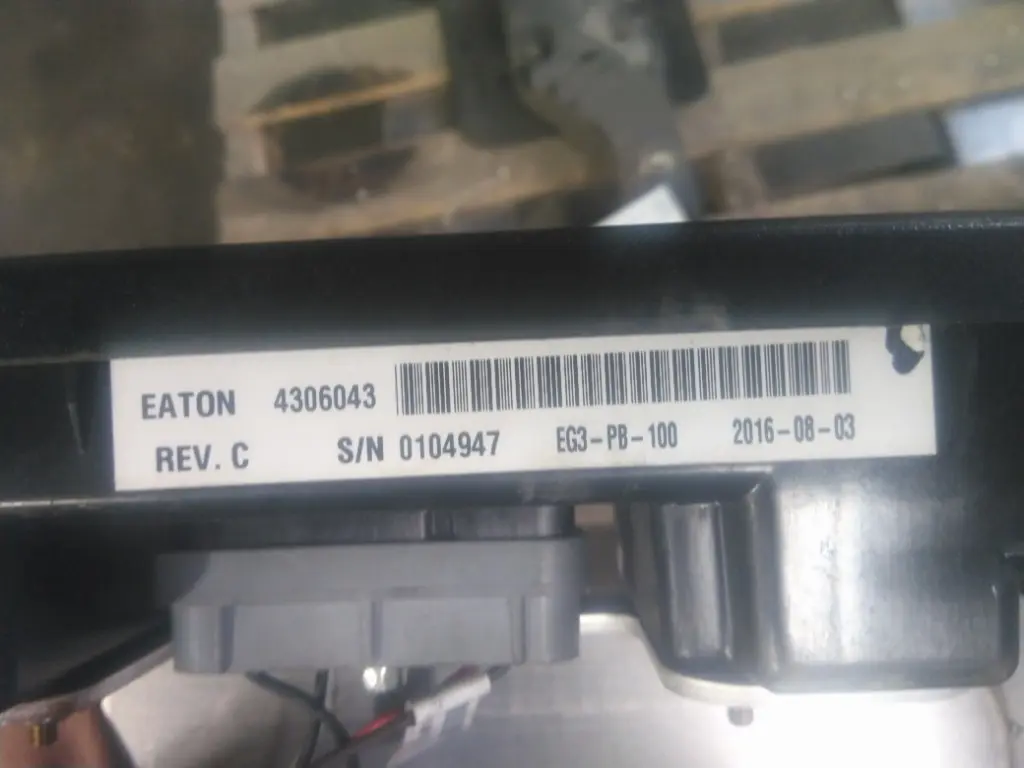 EATON 4306043
REV. C S/N 0104947 EG3-PB-100 2016-08-03